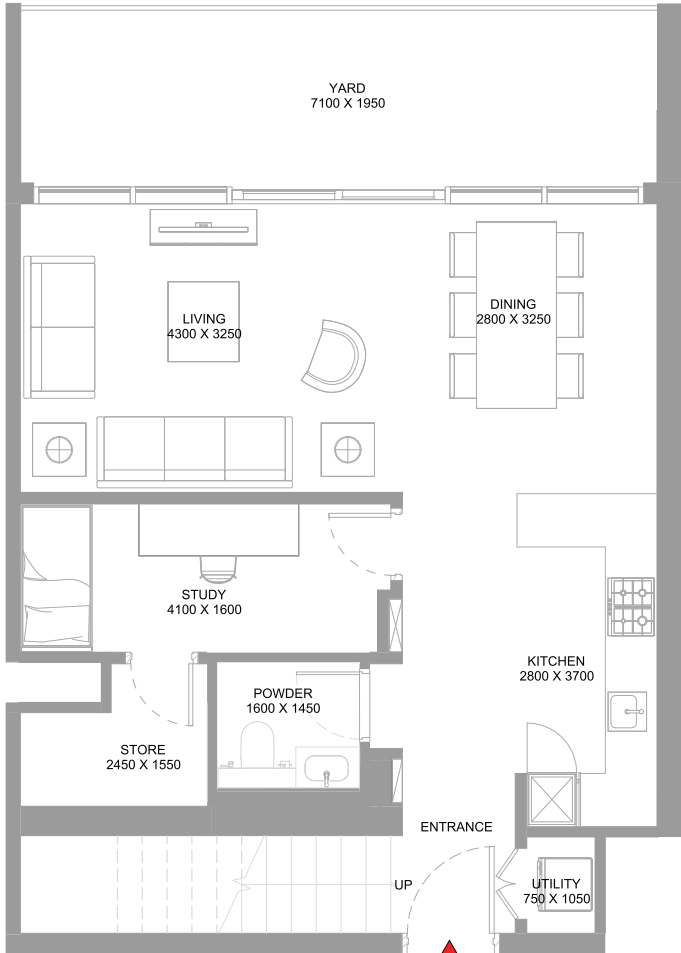 YARD
7100 X 1950
LIVING
4300 X 3250
DINING
2800 X 3250
STUDY
4100 X 1600
KITCHEN
2800 X 3700
POWDER
1600 X 1450
STORE
2450 X 1550
ENTRANCE
UP
UTILITY
750 X 1050